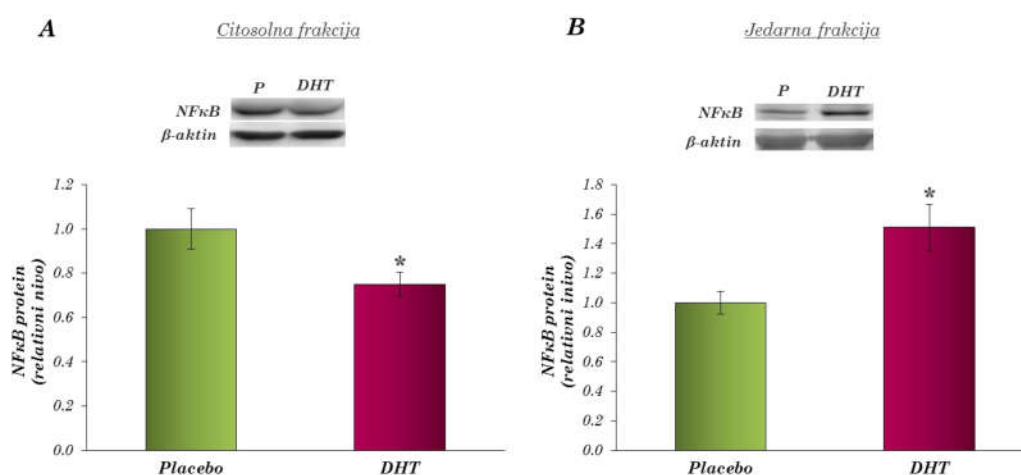 A
Citosolna frakcija
P DHT
NFκB
β-aktin
1.2
1.0
0.8
0.6
0.4
0.2
0.0
NFκB protein
(relativni nivo)
*
Placebo DHT
B
Jedarna frakcija
P DHT
NFκB
β-aktin
1.8
1.6
1.4
1.2
1.0
0.8
0.6
0.4
0.2
0.0
NFκB protein
(relativni inivo)
*
Placebo DHT